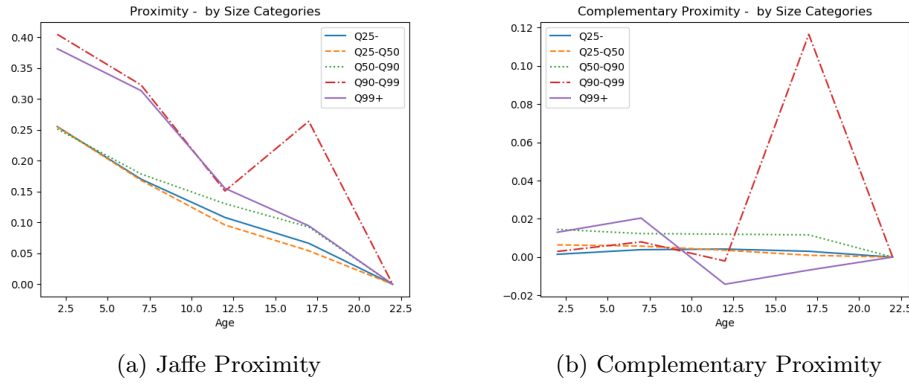 Proximity - by Size Categories
0.40
0.35
0.30
0.25
0.20
0.15
0.10
0.05
0.00
Q25-
Q25-Q50
Q50-Q90
Q90-Q99
Q99+
2.5 5.0 7.5 10.0 12.5 15.0 17.5 20.0 22.5
Age
(a) Jaffe Proximity
Complementary Proximity - by Size Categories
0.12
0.10
0.08
0.06
0.04
0.02
0.00
−0.02
Q25-
Q25-Q50
Q50-Q90
Q90-Q99
Q99+
2.5 5.0 7.5 10.0 12.5 15.0 17.5 20.0 22.5
Age
(b) Complementary Proximity